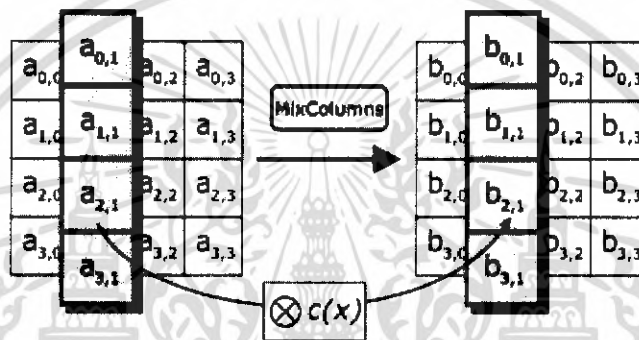 a0,1
a0,0 a0,2 a0,3
a1,0 a1,1 a1,2 a1,3
a2,0 a2,1 a2,2 a2,3
a3,0 a3,1 a3,2 a3,3
MixColumns
b0,1
b0,0 b0,2 b0,3
b1,0 b1,1 b1,2 b1,3
b2,0 b2,1 b2,2 b2,3
b3,0 b3,1 b3,2 b3,3
⊗ c(x)